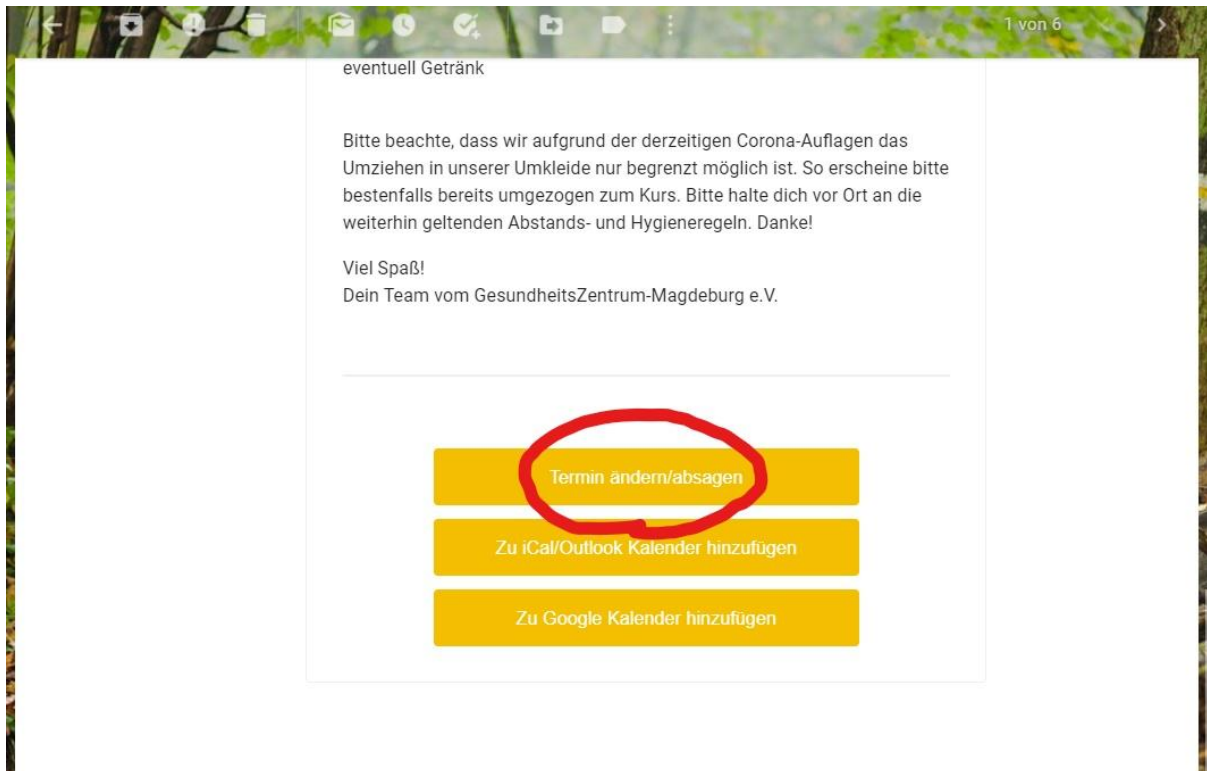 1 von 6
eventuell Getränk
Bitte beachte, dass wir aufgrund der derzeitigen Corona-Auflagen das
Umziehen in unserer Umkleide nur begrenzt möglich ist. So erscheine bitte
bestenfalls bereits umgezogen zum Kurs. Bitte halte dich vor Ort an die
weiterhin geltenden Abstands- und Hygieneregeln. Danke!
Viel Spaß!
Dein Team vom GesundheitsZentrum-Magdeburg e.V.
Termin ändern/absagen
Zu iCal/Outlook Kalender hinzufügen
Zu Google Kalender hinzufügen